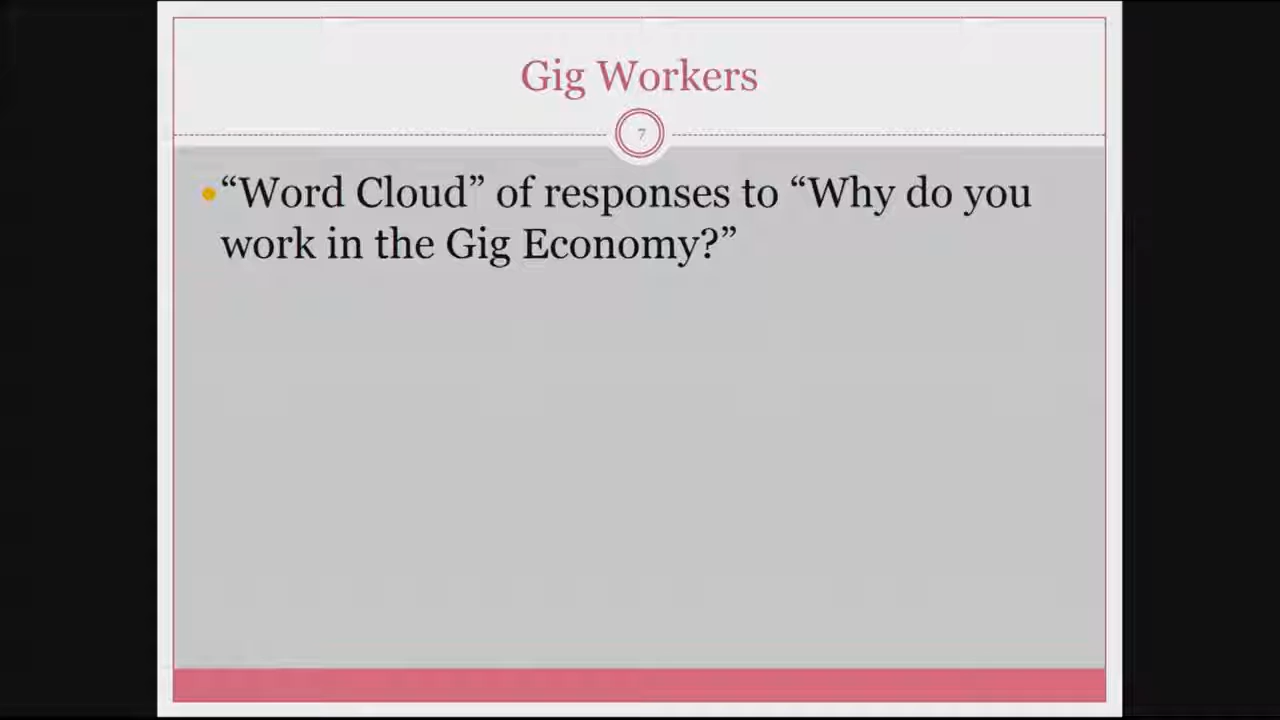 Gig Workers
7
“Word Cloud” of responses to “Why do you
work in the Gig Economy?”